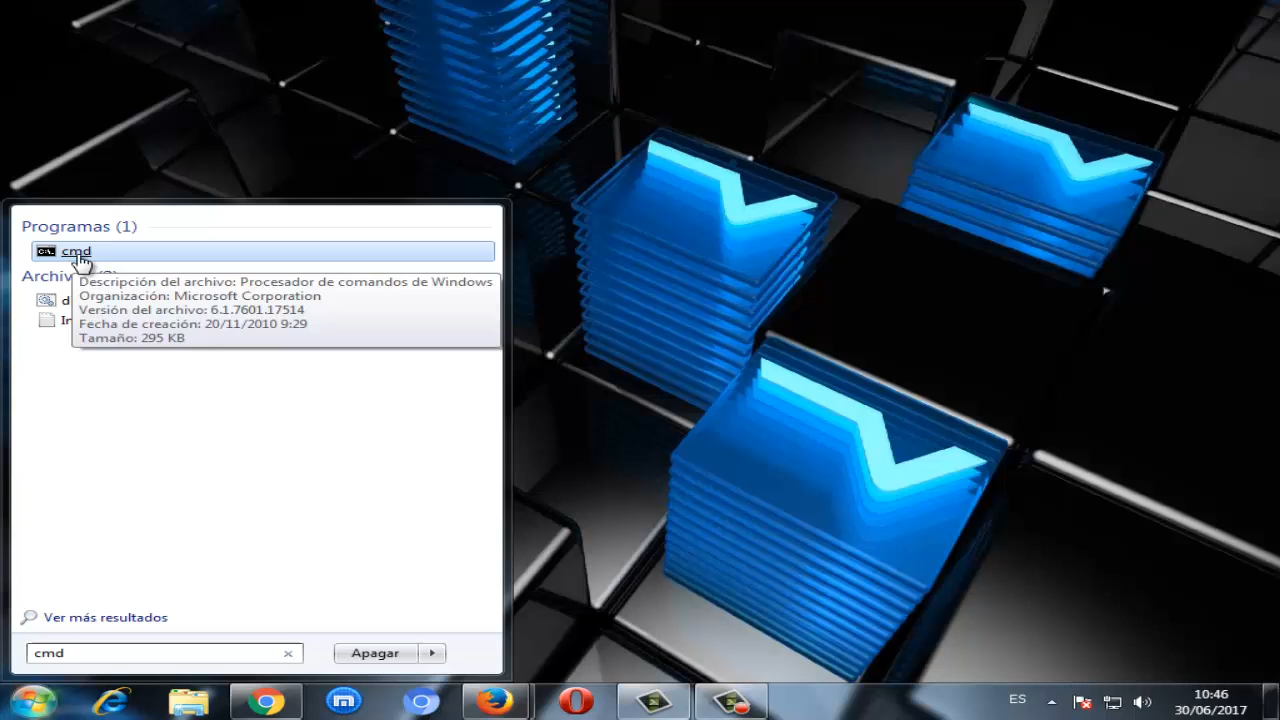 Programas (1)
cmd
Archiv
Descripción del archivo: Procesador de comandos de Windows
Organización: Microsoft Corporation
Versión del archivo: 6.1.7601.17514
Fecha de creación: 20/11/2010 9:29
Tamaño: 295 KB
Ver más resultados
cmd
Apagar
ES
10:46
30/06/2017